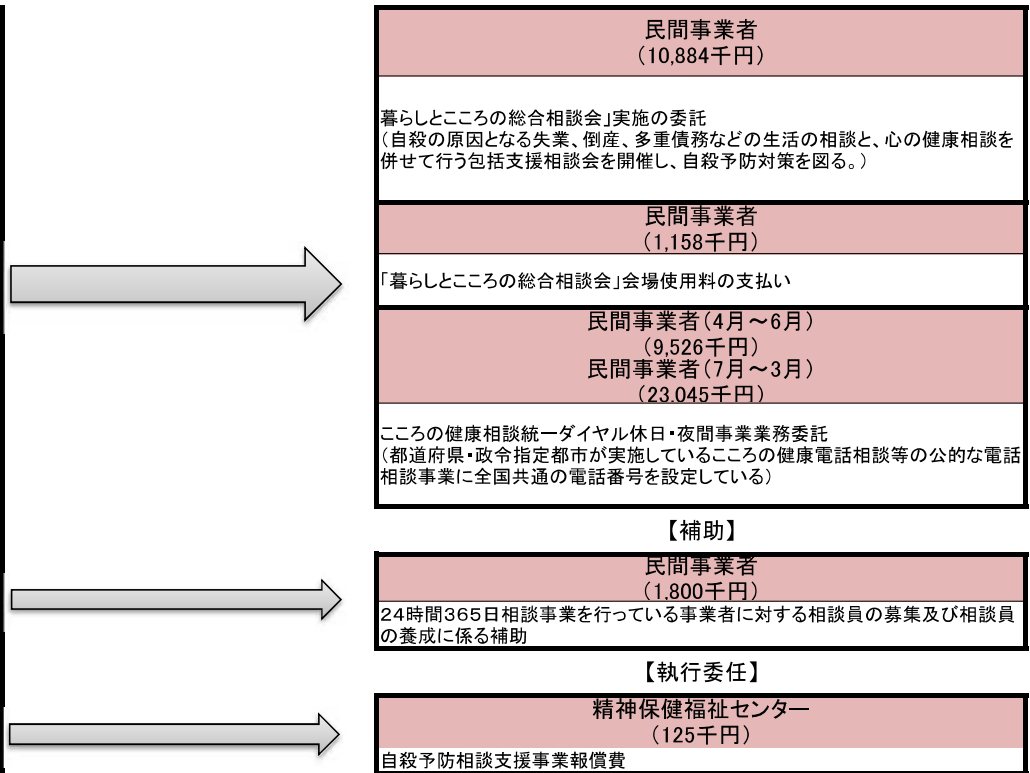 民間事業者
(10,884千円)
暮らしとこころの総合相談会」実施の委託
(自殺の原因となる失業、倒産、多重債務などの生活の相談と、心の健康相談を
併せて行う包括支援相談会を開催し、自殺予防対策を図る。)
民間事業者
(1,158千円)
「暮らしとこころの総合相談会」会場使用料の支払い
民間事業者(4月～6月)
(9,526千円)
民間事業者(7月～3月)
(23,045千円)
こころの健康相談統一ダイヤル休日・夜間事業業務委託
(都道府県・政令指定都市が実施しているこころの健康電話相談等の公的な電話
相談事業に全国共通の電話番号を設定している)
【補助】
民間事業者
(1,800千円)
24時間365日相談事業を行っている事業者に対する相談員の募集及び相談員
の養成に係る補助
【執行委任】
精神保健福祉センター
(125千円)
自殺予防相談支援事業報償費